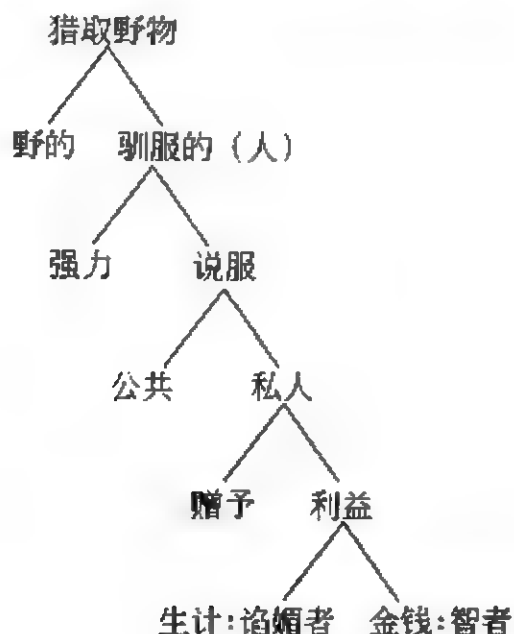 猎取野物
野的 驯服的（人）
强力 说服
公共 私人
赠予 利益
生计:谄媚者 金钱:智者